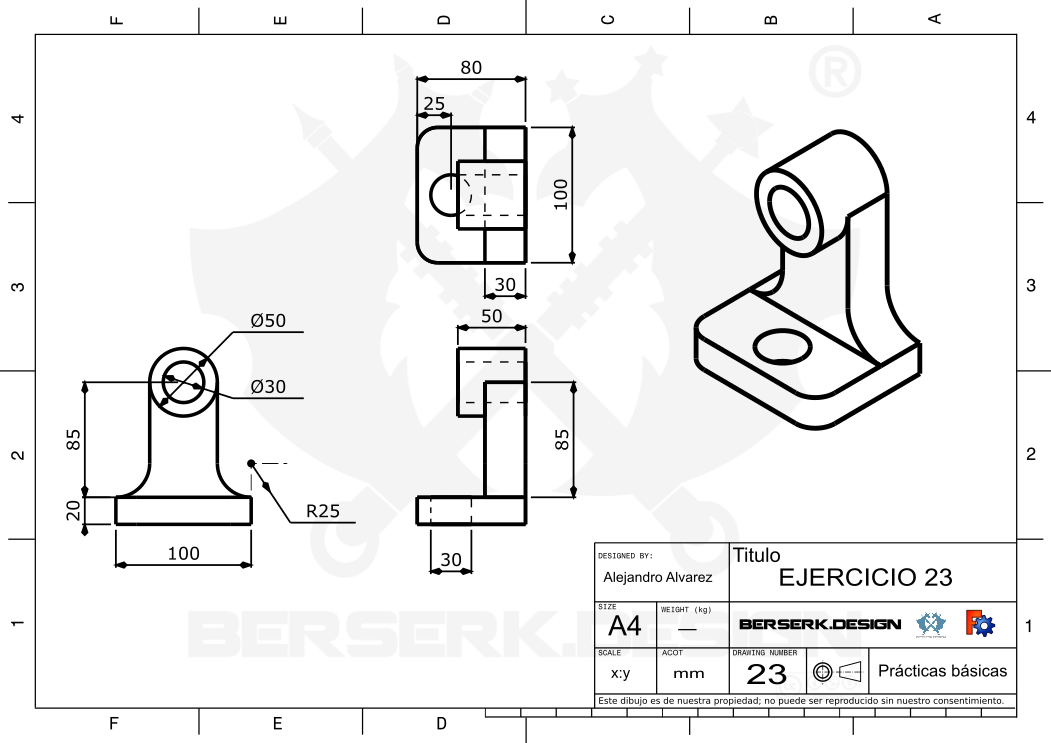 F E D C B A
80
4 25 4
100
3 30 3
50
Ø50
Ø30
85 85
2 2
20 R25
100 30
DESIGNED BY: Titulo
Alejandro Alvarez EJERCICIO 23
SIZE WEIGHT (kg)
A4 — BERSERK.DESIGN
1 BERSERK.DESIGN 1
SCALE ACOT DRAWING NUMBER
x:y mm 23 Prácticas básicas
Este dibujo es de nuestra propiedad; no puede ser reproducido sin nuestro consentimiento.
F E D
®